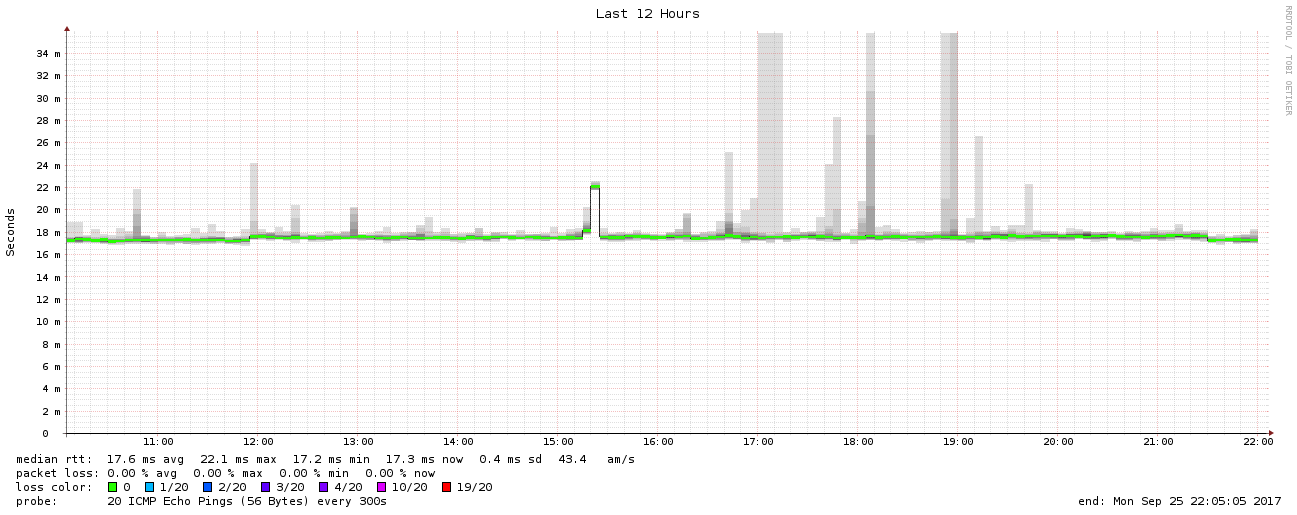 Last 12 Hours
RRDTOOL / TOBI OETIKER
Seconds
34 m
32 m
30 m
28 m
26 m
24 m
22 m
20 m
18 m
16 m
14 m
12 m
10 m
8 m
6 m
4 m
2 m
0
11:00 12:00 13:00 14:00 15:00 16:00 17:00 18:00 19:00 20:00 21:00 22:00
median rtt: 17.6 ms avg 22.1 ms max 17.2 ms min 17.3 ms now 0.4 ms sd 43.4 am/s
packet loss: 0.00 % avg 0.00 % max 0.00 % min 0.00 % now
loss color: 0 1/20 2/20 3/20 4/20 10/20 19/20
probe: 20 ICMP Echo Pings (56 Bytes) every 300s end: Mon Sep 25 22:05:05 2017